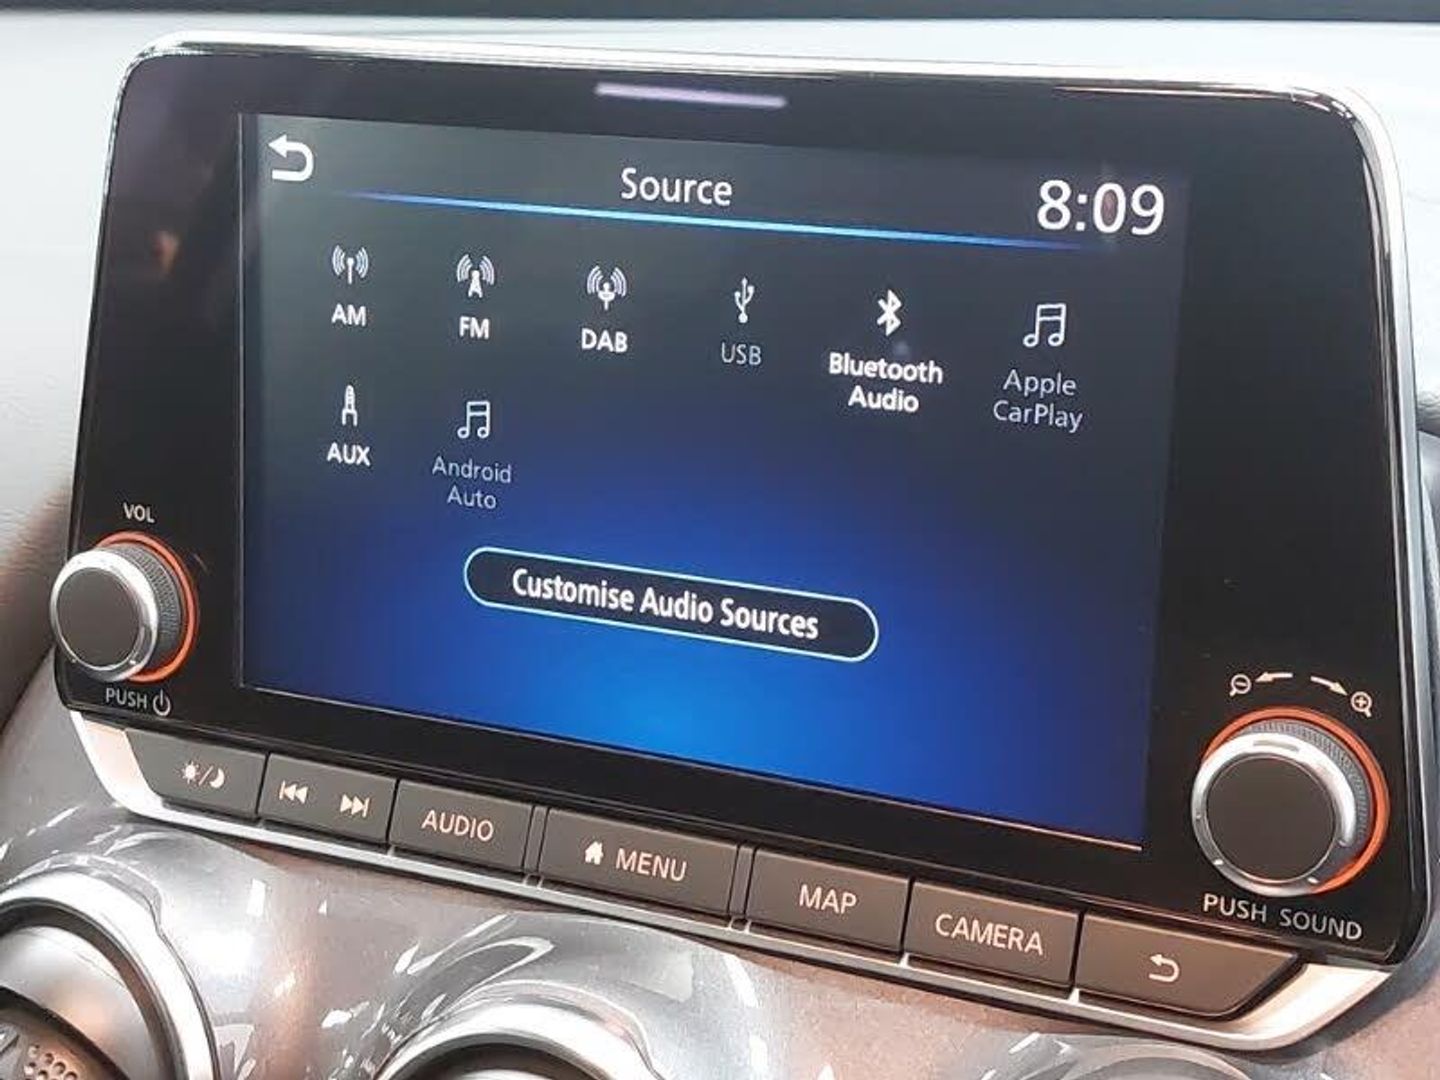 Source
8:09
AM
FM
DAB
USB
Bluetooth
Audio
Apple
CarPlay
AUX
Android
Auto
Customise Audio Sources
VOL
PUSH
AUDIO
MENU
MAP
CAMERA
PUSH SOUND